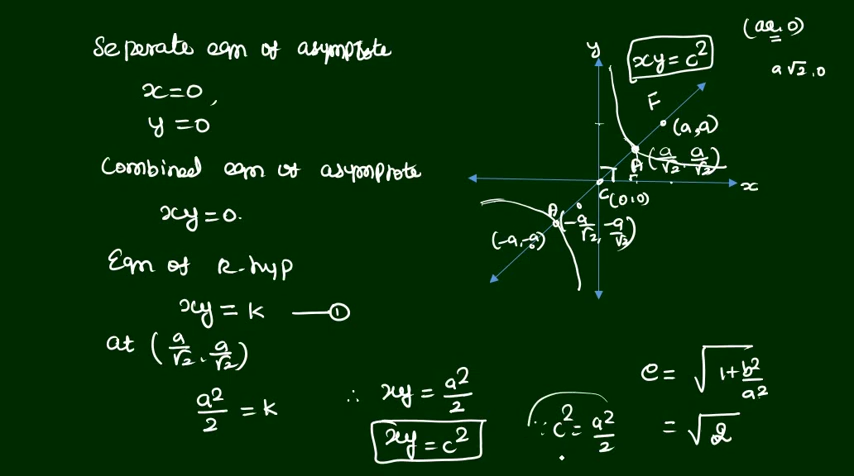 Seperate eqn of asymptote
x=0,
y=0
Combined eqn of asymptote
xy=0.
Eqn of R-hyp
xy=k —①
at (a/√2, a/√2)
a²/2 = k
∴ xy = a²/2
xy = c²
∵ c² = a²/2
e = √(1+b²/a²)
= √2
y
xy = c²
(ae, 0)
a√2, 0
F
(a, a)
A (a/√2, a/√2)
x
C(0,0)
A' (-a/√2, -a/√2)
(-a, -a)